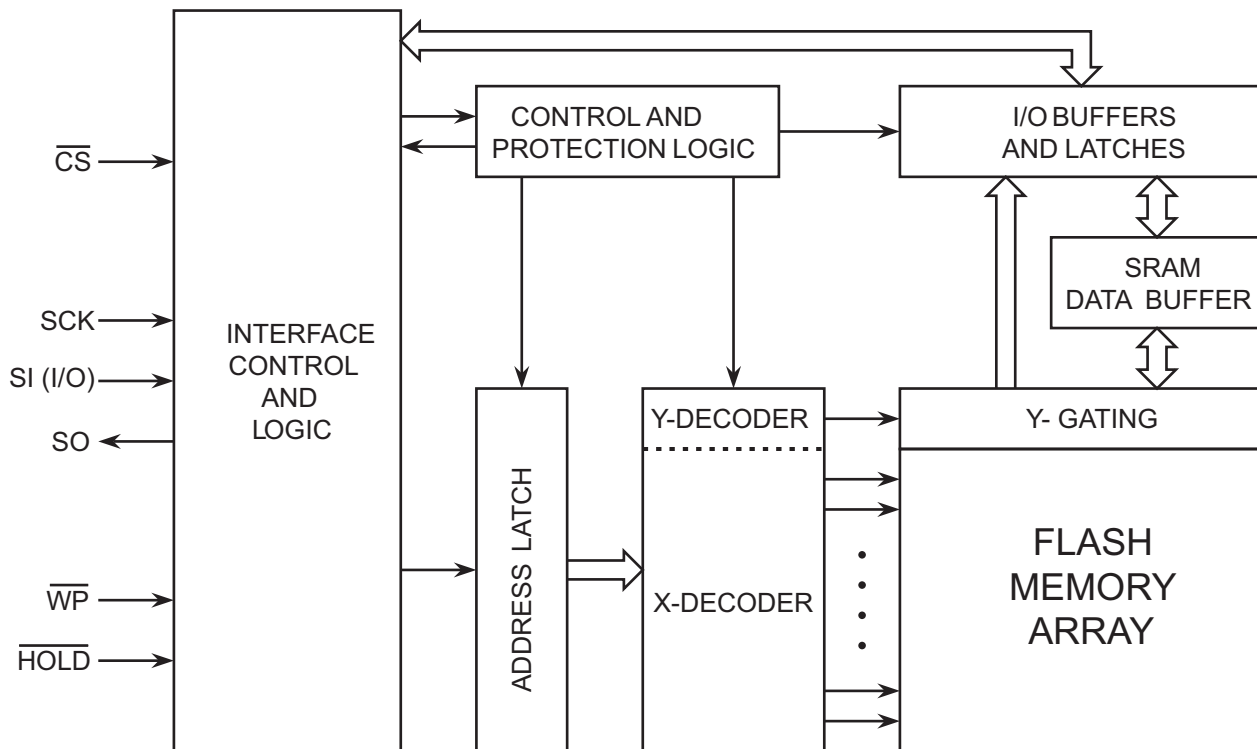 CONTROL AND
PROTECTION LOGIC
I/O BUFFERS
AND LATCHES
CS
SRAM
DATA BUFFER
SCK
SI (I/O)
SO
INTERFACE
CONTROL
AND
LOGIC
Y-DECODER
Y- GATING
ADDRESS LATCH
X-DECODER
FLASH
MEMORY
ARRAY
WP
HOLD